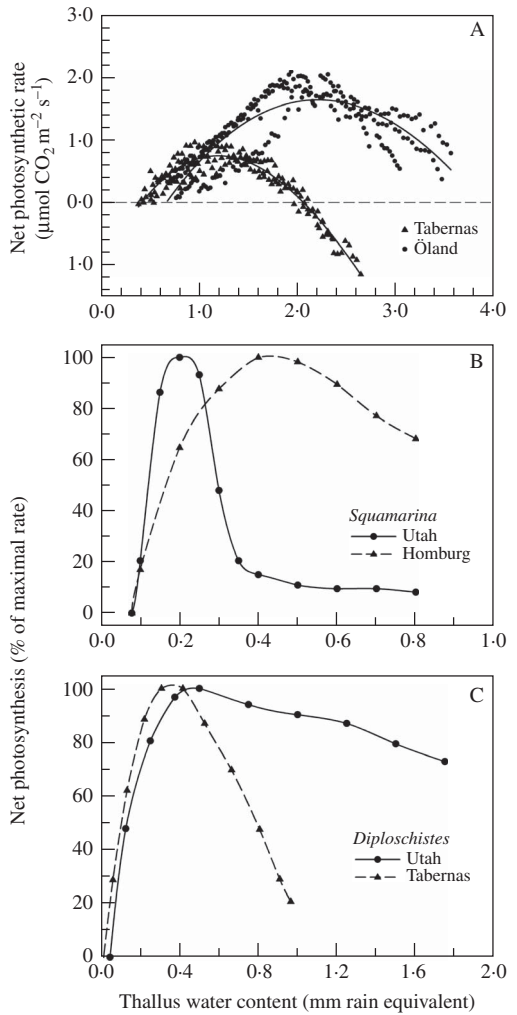 Net photosynthetic rate
(µmol CO₂ m⁻² s⁻¹)
3·0
A
2·0
1·0
0·0
▲ Tabernas
● Öland
1·0
0·0 1·0 2·0 3·0 4·0
Net photosynthesis (% of maximal rate)
100
B
80
60
40
Squamarina
Utah
20
Homburg
0
0·0 0·2 0·4 0·6 0·8 1·0
100
C
80
60
40
Diploschistes
Utah
20
Tabernas
0
0·0 0·4 0·8 1·2 1·6 2·0
Thallus water content (mm rain equivalent)